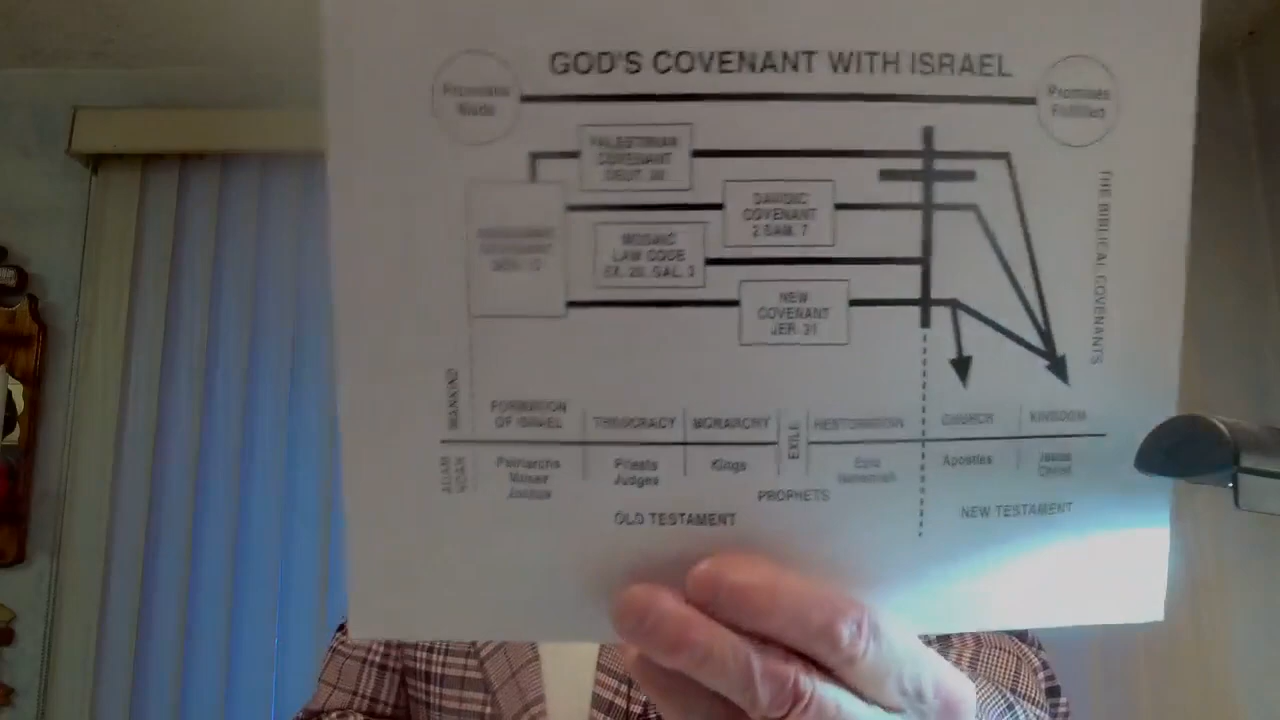 GOD'S COVENANT WITH ISRAEL
Promises
Made
Promises
Fulfilled
PALESTINIAN
COVENANT
DEUT. 30
DAVIDIC
COVENANT
2 SAM. 7
MOSAIC
LAW CODE
EX. 20, GAL. 3
COVENANT
NEW
COVENANT
JER. 31
THE BIBLICAL COVENANTS
MANKIND
FORMATION
OF ISRAEL
THEOCRACY
MONARCHY
EXILE
RESTORATION
CHURCH
KINGDOM
ADAM
NOAH
Patriarchs
Moses
Joshua
Priests
Judges
Kings
PROPHETS
Ezra
Nehemiah
Apostles
Jesus
Christ
OLD TESTAMENT
NEW TESTAMENT